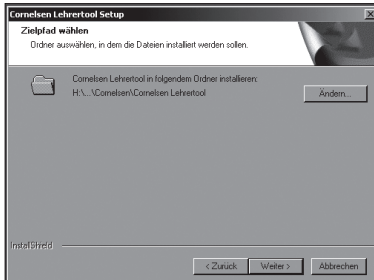 Cornelsen Lehrertool Setup
Zielpfad wählen
Ordner auswählen, in dem die Dateien installiert werden sollen.
Cornelsen Lehrertool in folgendem Ordner installieren:
H:\...\Cornelsen\Cornelsen Lehrertool
Ändern...
InstallShield
< Zurück
Weiter >
Abbrechen